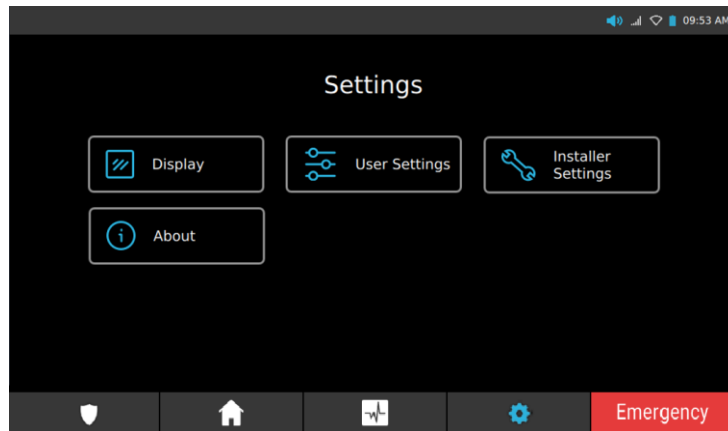 09:53 AM
Settings
Display
User Settings
Installer
Settings
About
Emergency